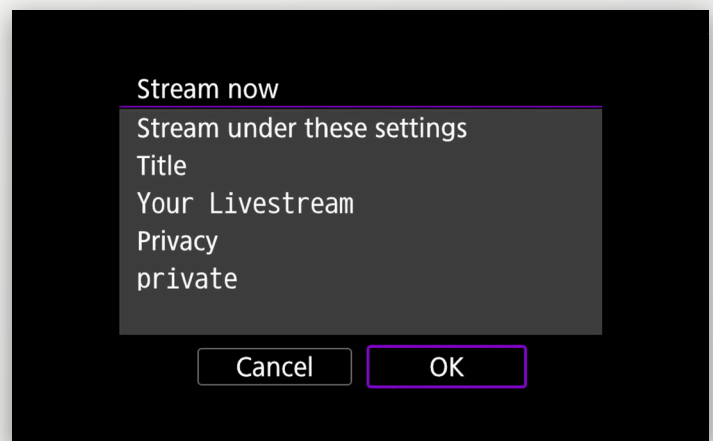 Stream now
Stream under these settings
Title
Your Livestream
Privacy
private
Cancel
OK